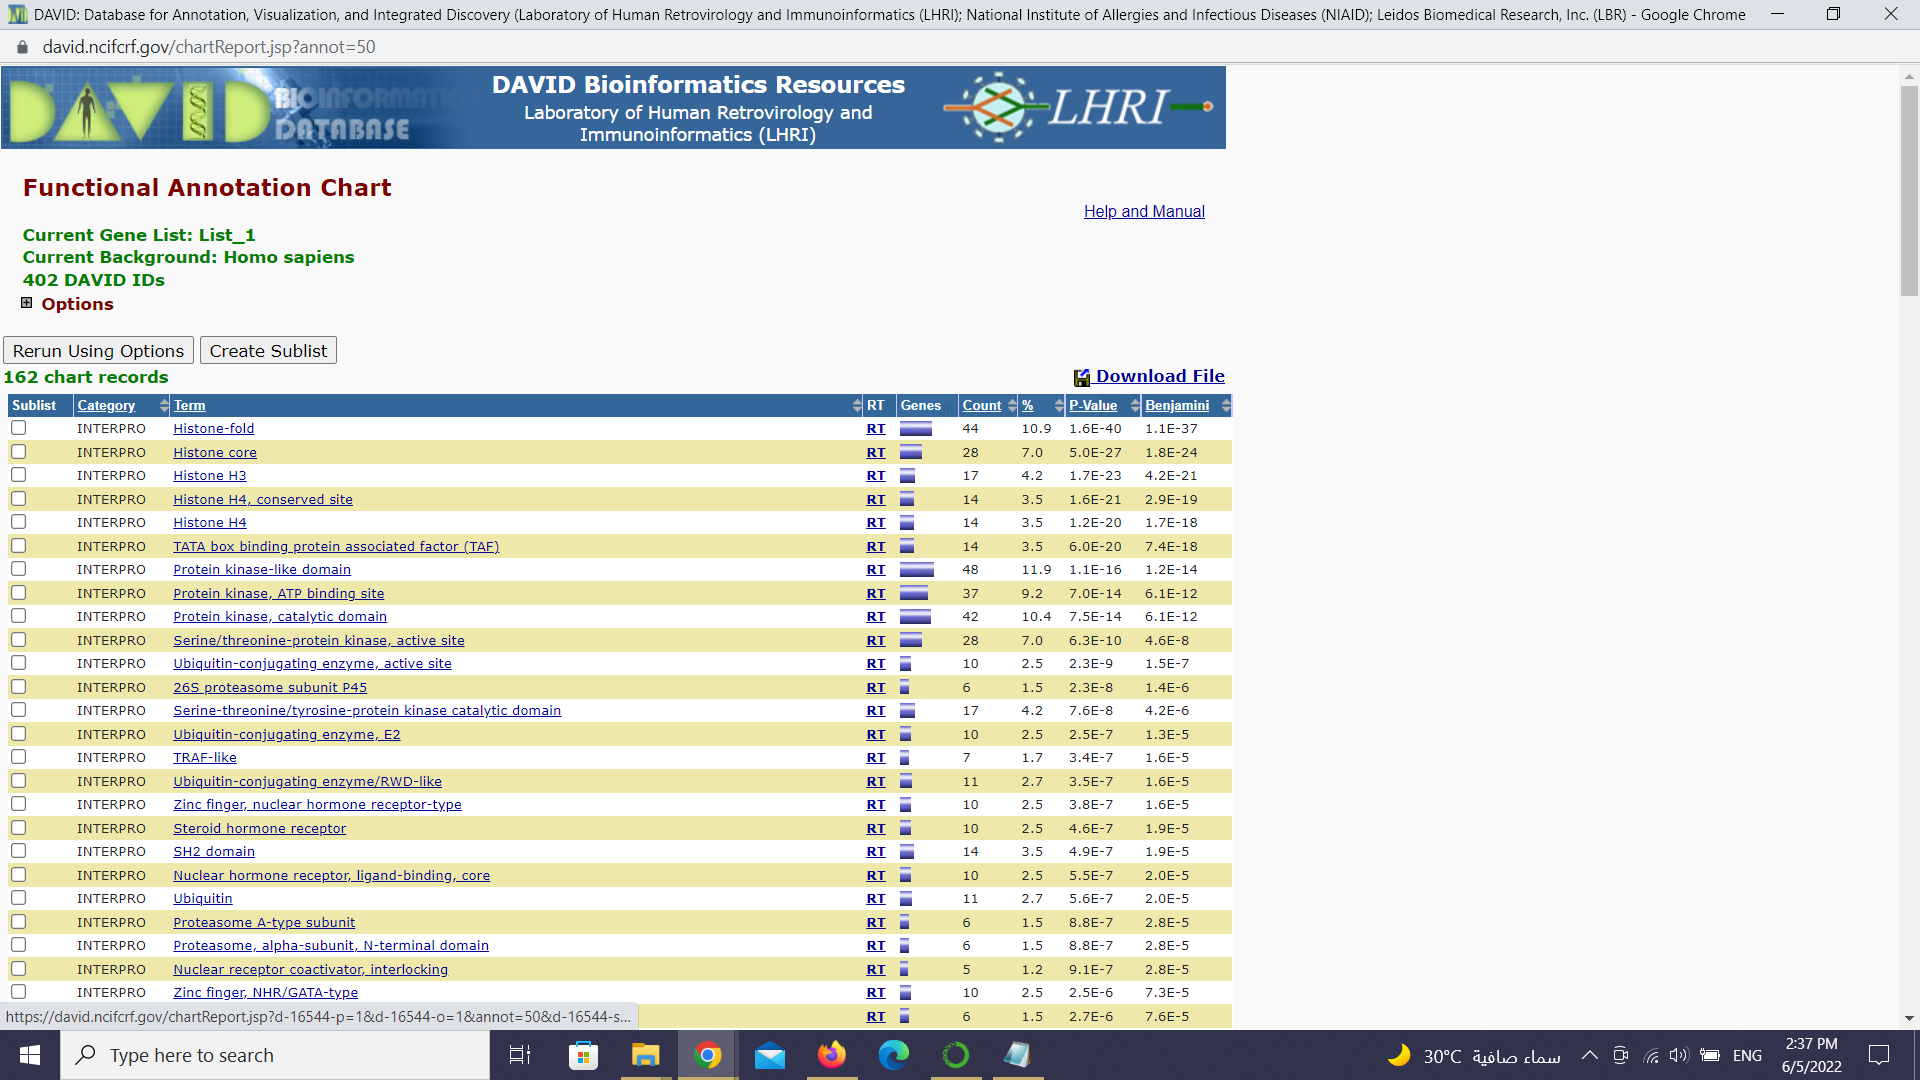 DAVID: Database for Annotation, Visualization, and Integrated Discovery (Laboratory of Human Retrovirology and Immunoinformatics (LHRI); National Institute of Allergies and Infectious Diseases (NIAID); Leidos Biomedical Research, Inc. (LBR) - Google Chrome
david.ncifcrf.gov/chartReport.jsp?annot=50
DAVID BIOINFORMATICS DATABASE
DAVID Bioinformatics Resources
Laboratory of Human Retrovirology and
Immunoinformatics (LHRI)
LHRI
Functional Annotation Chart
Help and Manual
Current Gene List: List_1
Current Background: Homo sapiens
402 DAVID IDs
Options
Rerun Using Options Create Sublist
162 chart records Download File
Sublist Category Term RT Genes Count % P-Value Benjamini
INTERPRO Histone-fold RT 44 10.9 1.6E-40 1.1E-37
INTERPRO Histone core RT 28 7.0 5.0E-27 1.8E-24
INTERPRO Histone H3 RT 17 4.2 1.7E-23 4.2E-21
INTERPRO Histone H4, conserved site RT 14 3.5 1.6E-21 2.9E-19
INTERPRO Histone H4 RT 14 3.5 1.2E-20 1.7E-18
INTERPRO TATA box binding protein associated factor (TAF) RT 14 3.5 6.0E-20 7.4E-18
INTERPRO Protein kinase-like domain RT 48 11.9 1.1E-16 1.2E-14
INTERPRO Protein kinase, ATP binding site RT 37 9.2 7.0E-14 6.1E-12
INTERPRO Protein kinase, catalytic domain RT 42 10.4 7.5E-14 6.1E-12
INTERPRO Serine/threonine-protein kinase, active site RT 28 7.0 6.3E-10 4.6E-8
INTERPRO Ubiquitin-conjugating enzyme, active site RT 10 2.5 2.3E-9 1.5E-7
INTERPRO 26S proteasome subunit P45 RT 6 1.5 2.3E-8 1.4E-6
INTERPRO Serine-threonine/tyrosine-protein kinase catalytic domain RT 17 4.2 7.6E-8 4.2E-6
INTERPRO Ubiquitin-conjugating enzyme, E2 RT 10 2.5 2.5E-7 1.3E-5
INTERPRO TRAF-like RT 7 1.7 3.4E-7 1.6E-5
INTERPRO Ubiquitin-conjugating enzyme/RWD-like RT 11 2.7 3.5E-7 1.6E-5
INTERPRO Zinc finger, nuclear hormone receptor-type RT 10 2.5 3.8E-7 1.6E-5
INTERPRO Steroid hormone receptor RT 10 2.5 4.6E-7 1.9E-5
INTERPRO SH2 domain RT 14 3.5 4.9E-7 1.9E-5
INTERPRO Nuclear hormone receptor, ligand-binding, core RT 10 2.5 5.5E-7 2.0E-5
INTERPRO Ubiquitin RT 11 2.7 5.6E-7 2.0E-5
INTERPRO Proteasome A-type subunit RT 6 1.5 8.8E-7 2.8E-5
INTERPRO Proteasome, alpha-subunit, N-terminal domain RT 6 1.5 8.8E-7 2.8E-5
INTERPRO Nuclear receptor coactivator, interlocking RT 5 1.2 9.1E-7 2.8E-5
INTERPRO Zinc finger, NHR/GATA-type RT 10 2.5 2.5E-6 7.3E-5
https://david.ncifcrf.gov/chartReport.jsp?d-16544-p=1&d-16544-o=1&annot=50&d-16544-s... RT 6 1.5 2.7E-6 7.6E-5
Type here to search
30°C سماء صافية
ENG
2:37 PM
6/5/2022